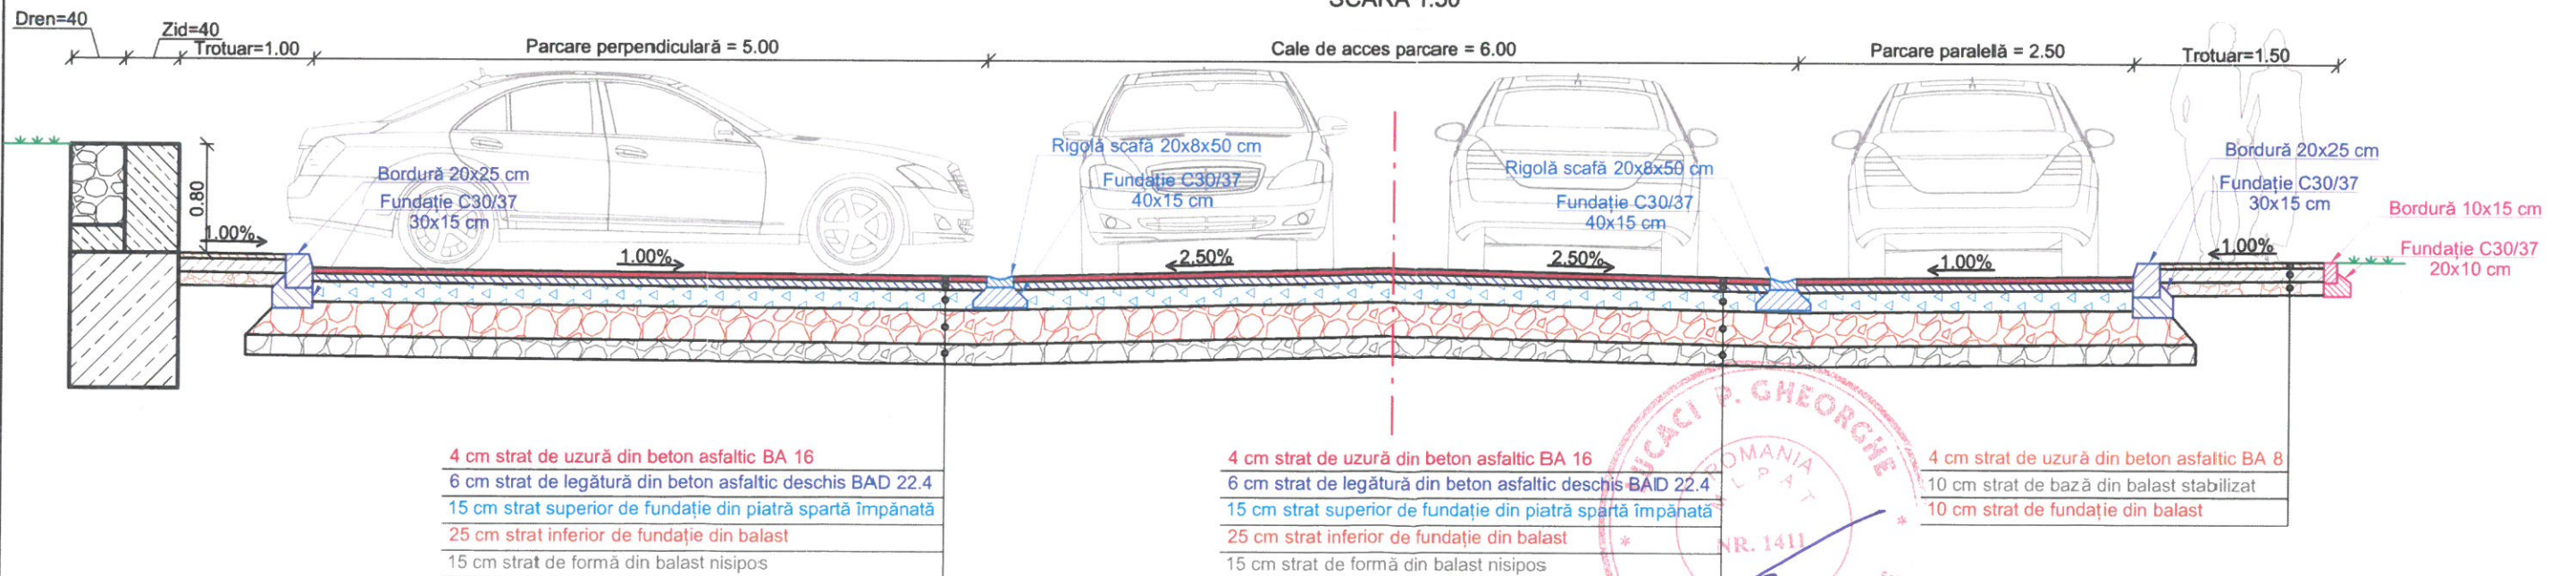 SCARA 1:50
Dren=40
Zid=40
Trotuar=1.00
Parcare perpendiculară = 5.00
Cale de acces parcare = 6.00
Parcare paralelă = 2.50
Trotuar=1.50
0.80
Bordură 20x25 cm
Fundație C30/37
30x15 cm
Rigolă scafă 20x8x50 cm
Fundație C30/37
40x15 cm
Rigolă scafă 20x8x50 cm
Fundație C30/37
40x15 cm
Bordură 20x25 cm
Fundație C30/37
30x15 cm
Bordură 10x15 cm
Fundație C30/37
20x10 cm
1.00%
1.00%
2.50%
2.50%
1.00%
1.00%
4 cm strat de uzură din beton asfaltic BA 16
6 cm strat de legătură din beton asfaltic deschis BAD 22.4
15 cm strat superior de fundație din piatră spartă împănată
25 cm strat inferior de fundație din balast
15 cm strat de formă din balast nisipos
4 cm strat de uzură din beton asfaltic BA 16
6 cm strat de legătură din beton asfaltic deschis BAD 22.4
15 cm strat superior de fundație din piatră spartă împănată
25 cm strat inferior de fundație din balast
15 cm strat de formă din balast nisipos
4 cm strat de uzură din beton asfaltic BA 8
10 cm strat de bază din balast stabilizat
10 cm strat de fundație din balast
LUCACI P. GHEORGHE
ROMANIA
M L P A T
NR. 1411